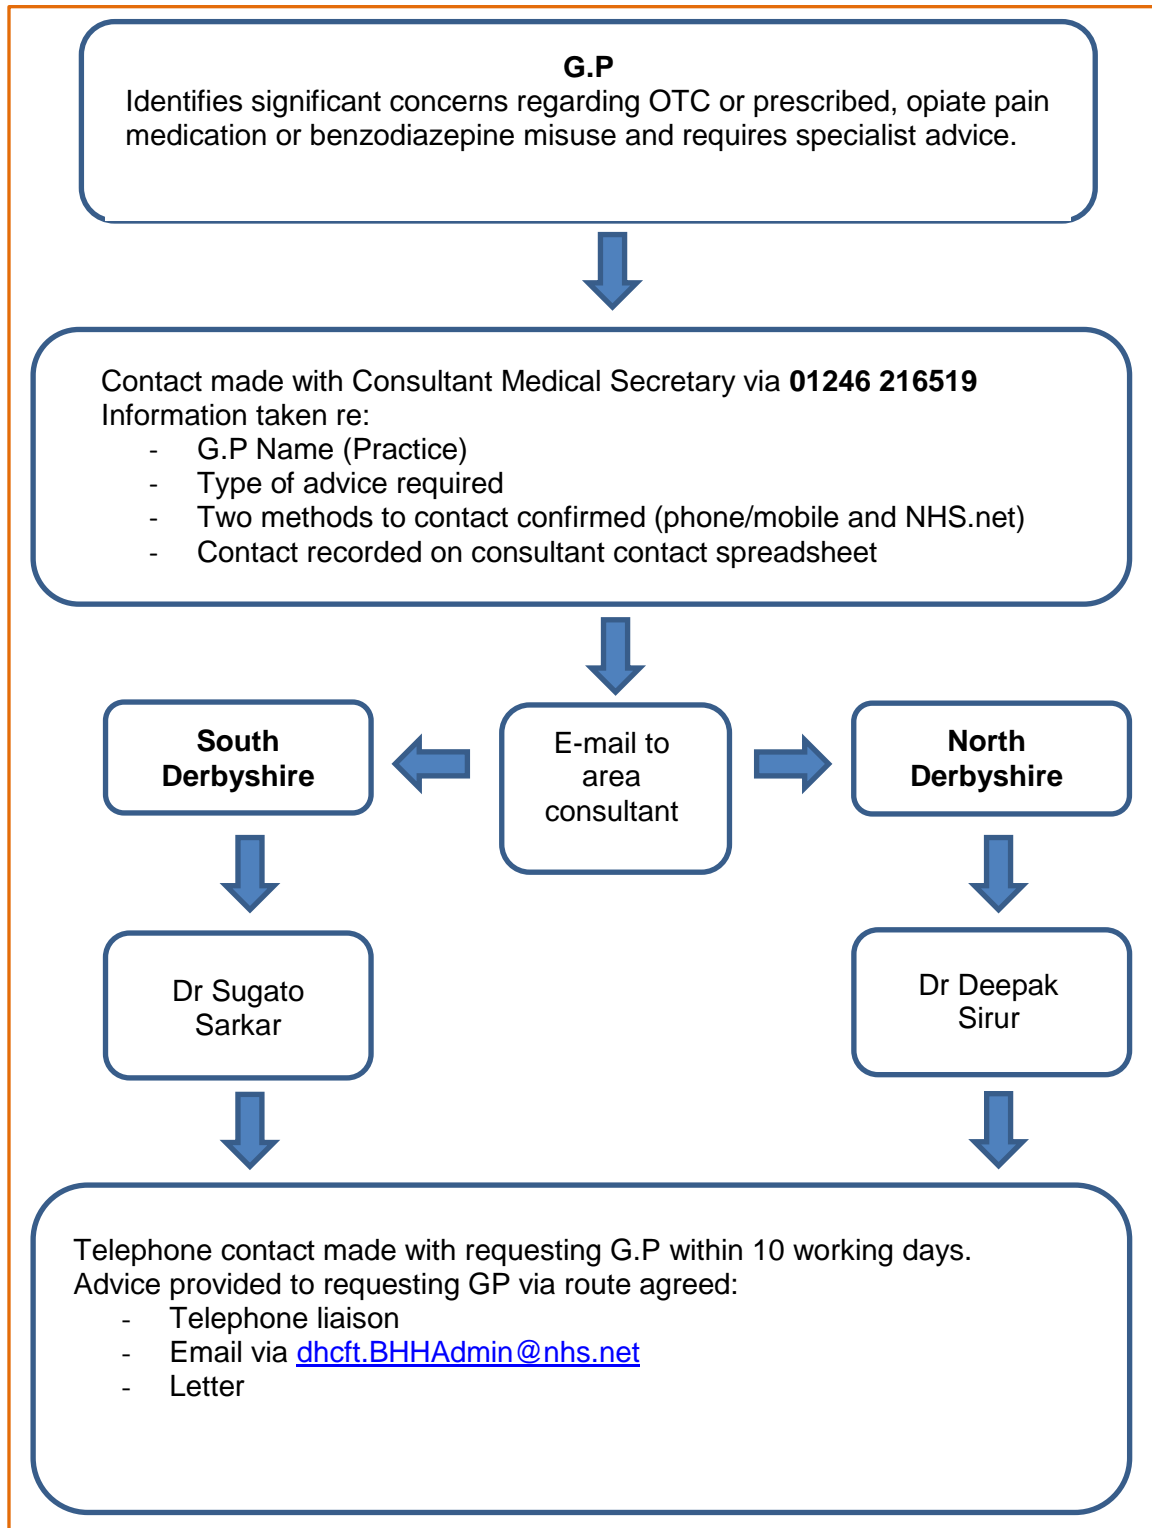 G.P
Identifies significant concerns regarding OTC or prescribed, opiate pain
medication or benzodiazepine misuse and requires specialist advice.
Contact made with Consultant Medical Secretary via 01246 216519
Information taken re:
- G.P Name (Practice)
- Type of advice required
- Two methods to contact confirmed (phone/mobile and NHS.net)
- Contact recorded on consultant contact spreadsheet
South
Derbyshire
E-mail to
area
consultant
North
Derbyshire
Dr Sugato
Sarkar
Dr Deepak
Sirur
Telephone contact made with requesting G.P within 10 working days.
Advice provided to requesting GP via route agreed:
- Telephone liaison
- Email via dhcft.BHHAdmin@nhs.net
- Letter